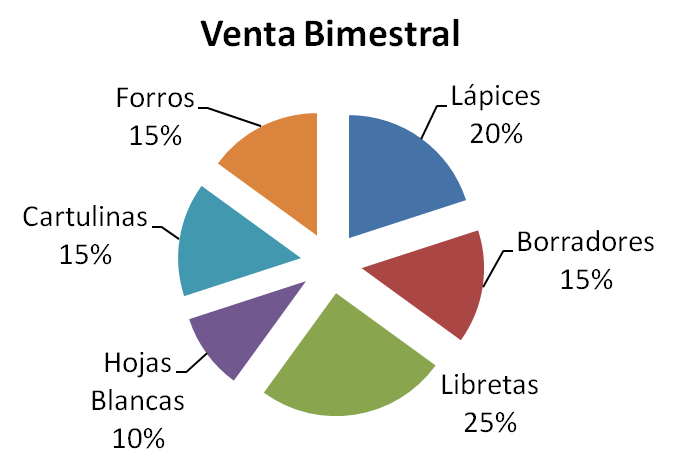 Venta Bimestral
Forros
15%
Lápices
20%
Cartulinas
15%
Borradores
15%
Hojas
Blancas
10%
Libretas
25%